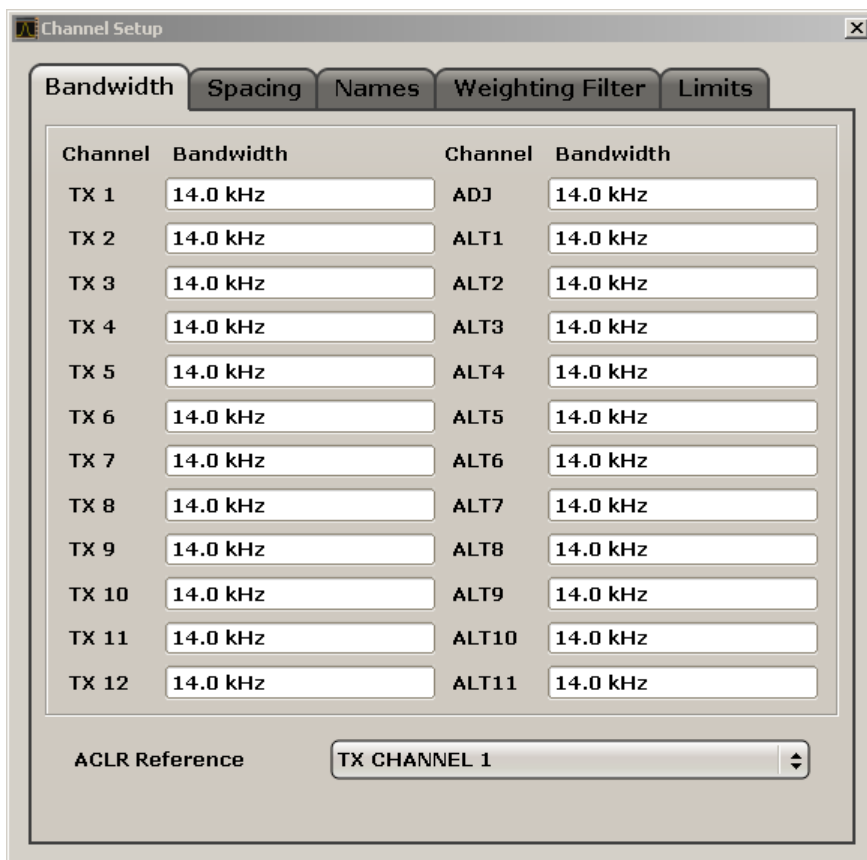 Channel Setup
Bandwidth Spacing Names Weighting Filter Limits
Channel Bandwidth Channel Bandwidth
TX 1 14.0 kHz ADJ 14.0 kHz
TX 2 14.0 kHz ALT1 14.0 kHz
TX 3 14.0 kHz ALT2 14.0 kHz
TX 4 14.0 kHz ALT3 14.0 kHz
TX 5 14.0 kHz ALT4 14.0 kHz
TX 6 14.0 kHz ALT5 14.0 kHz
TX 7 14.0 kHz ALT6 14.0 kHz
TX 8 14.0 kHz ALT7 14.0 kHz
TX 9 14.0 kHz ALT8 14.0 kHz
TX 10 14.0 kHz ALT9 14.0 kHz
TX 11 14.0 kHz ALT10 14.0 kHz
TX 12 14.0 kHz ALT11 14.0 kHz
ACLR Reference TX CHANNEL 1